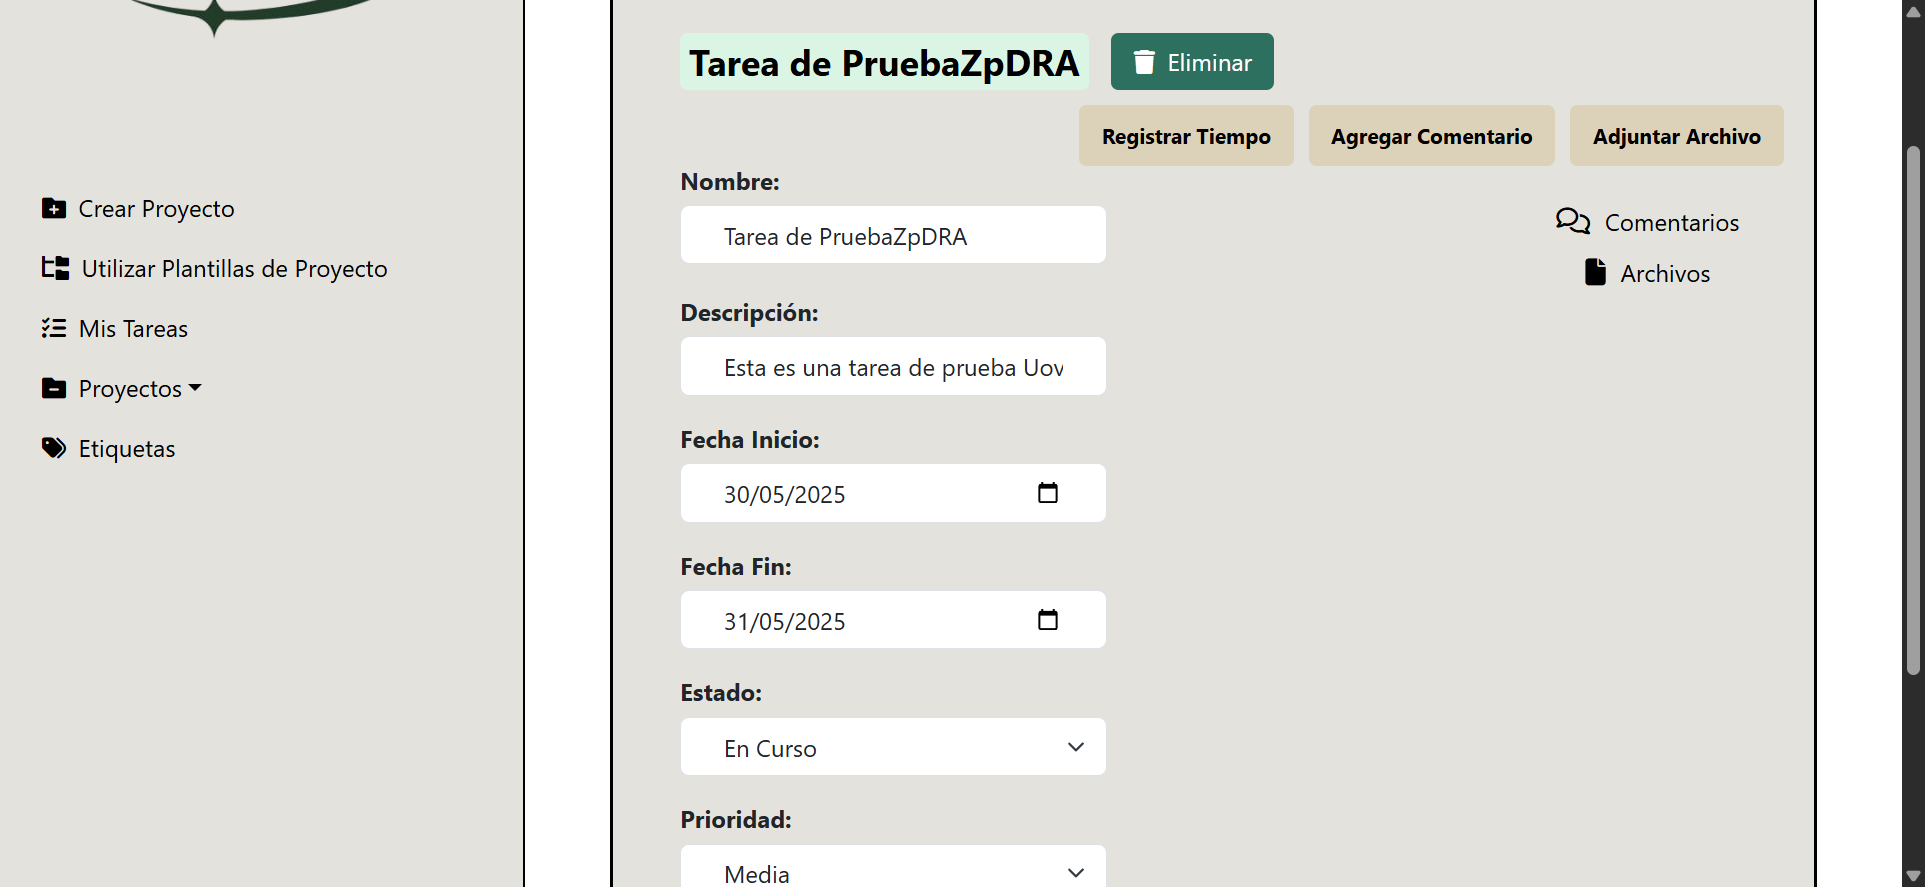 Crear Proyecto
Utilizar Plantillas de Proyecto
Mis Tareas
Proyectos
Etiquetas
Tarea de PruebaZpDRA
Eliminar
Registrar Tiempo
Agregar Comentario
Adjuntar Archivo
Comentarios
Archivos
Nombre:
Tarea de PruebaZpDRA
Descripción:
Esta es una tarea de prueba Uov
Fecha Inicio:
30/05/2025
Fecha Fin:
31/05/2025
Estado:
En Curso
Prioridad:
Media